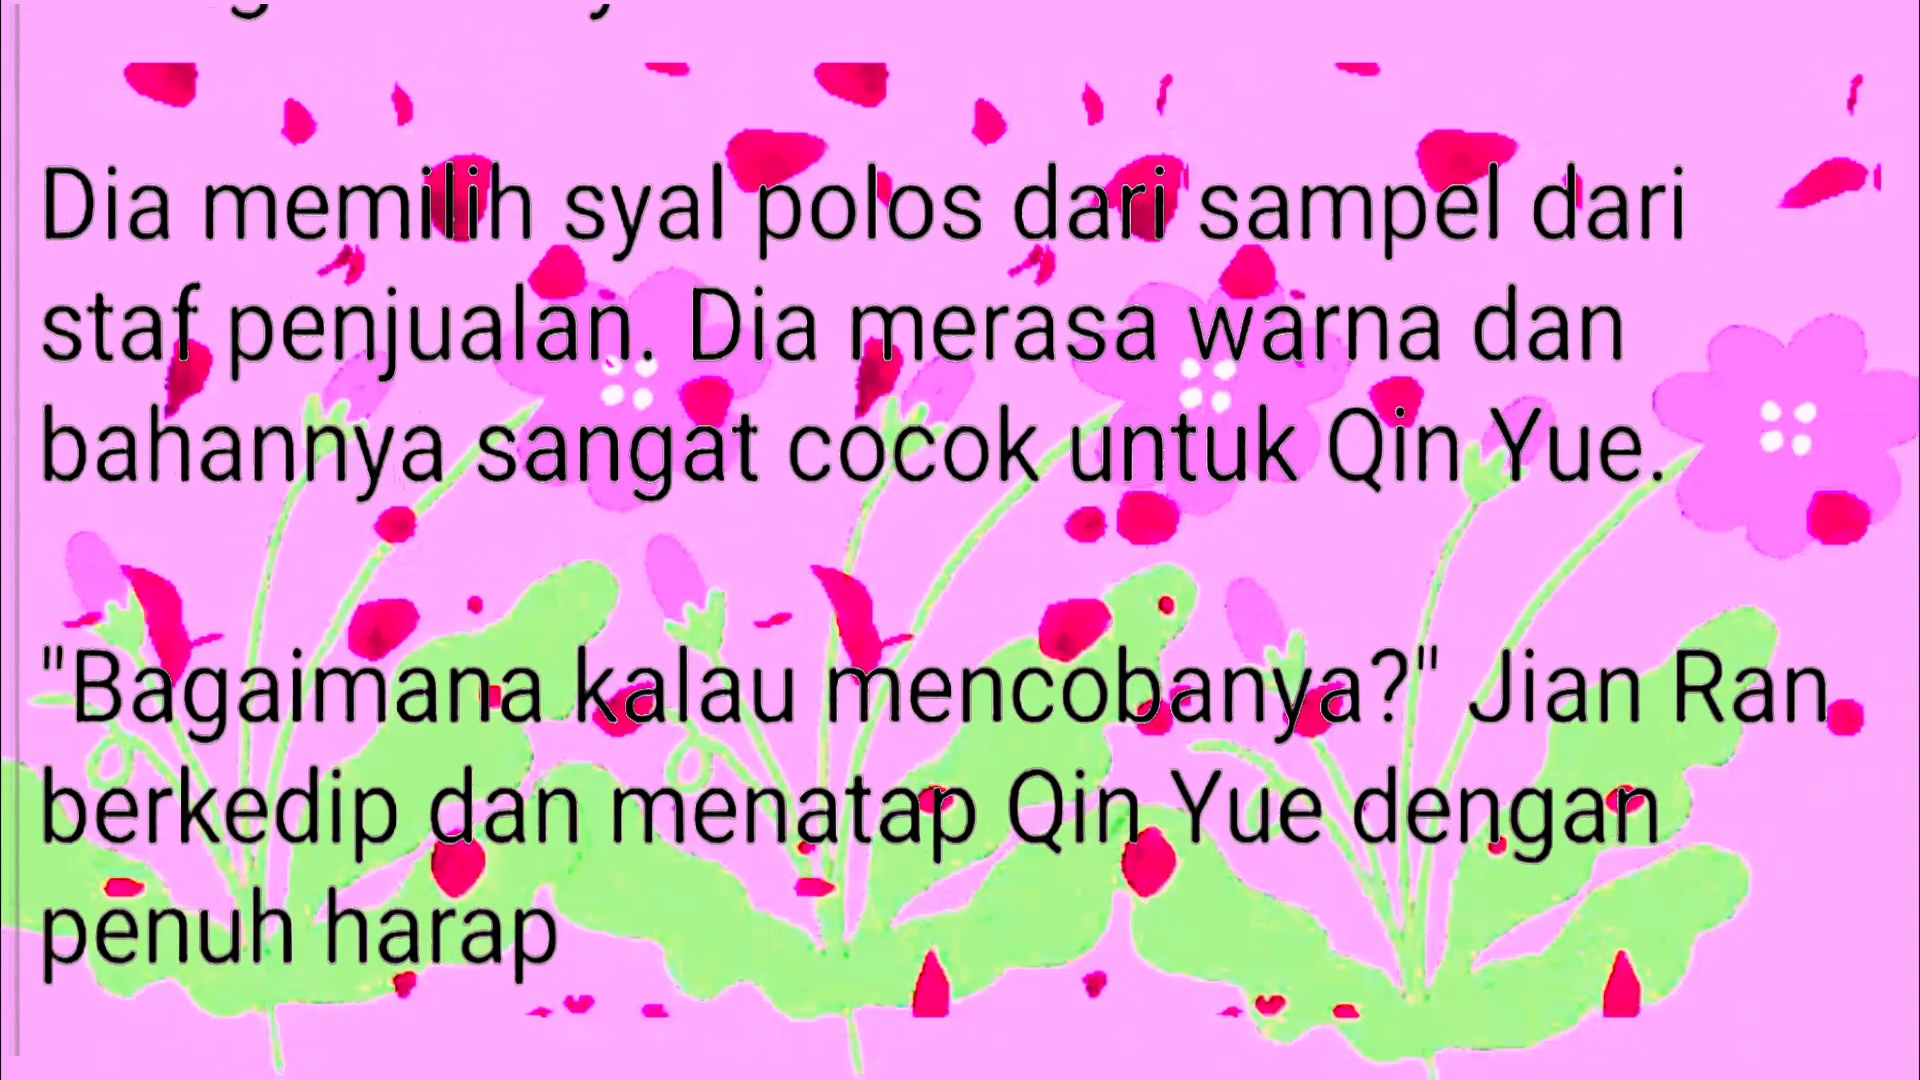 Dia memilih syal polos dari sampel dari
staf penjualan. Dia merasa warna dan
bahannya sangat cocok untuk Qin Yue.
"Bagaimana kalau mencobanya?" Jian Ran
berkedip dan menatap Qin Yue dengan
penuh harap